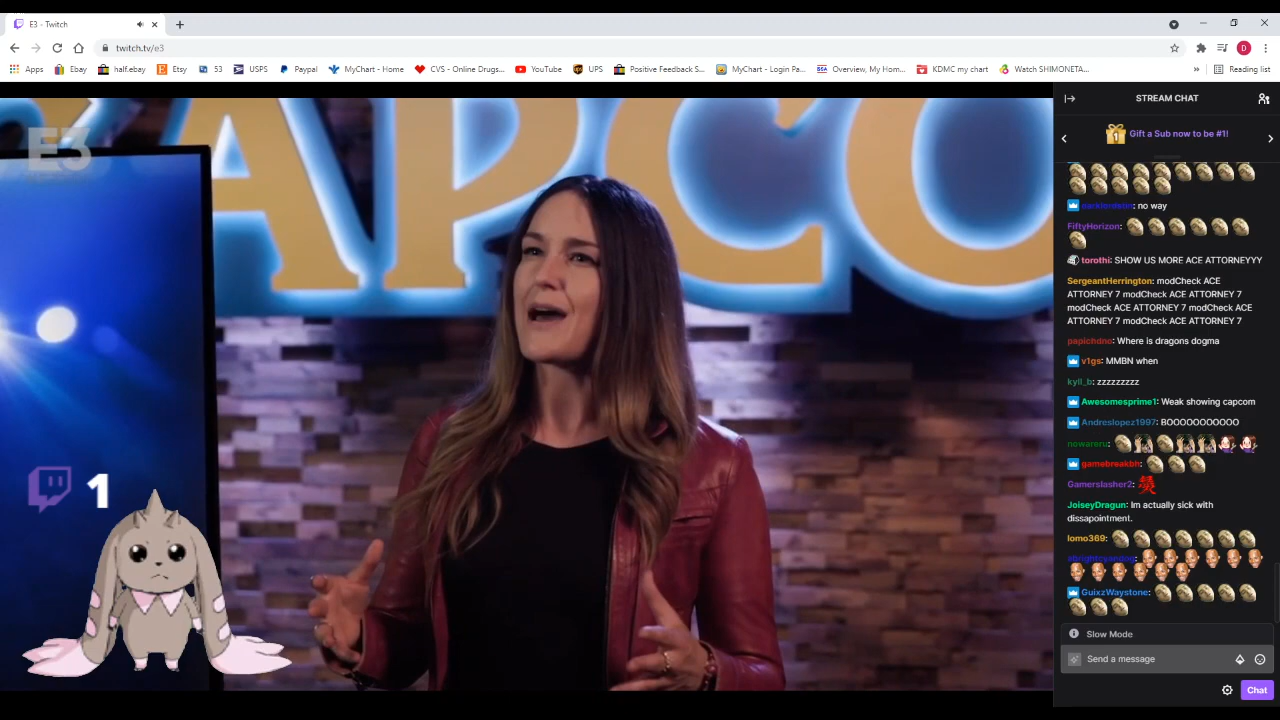 E3 - Twitch
twitch.tv/e3
D
Apps
Ebay
half.ebay
Etsy
53
USPS
Paypal
MyChart - Home
CVS - Online Drugs...
YouTube
UPS
Positive Feedback S...
MyChart - Login Pa...
Overview, My Hom...
KDMC my chart
Watch SHIMONETA...
»
Reading list
E3
APCO
1
STREAM CHAT
1
Gift a Sub now to be #1!
no way
FiftyHorizon:
torothi: SHOW US MORE ACE ATTORNEYYY
SergeantHerrington: modCheck ACE
ATTORNEY 7 modCheck ACE ATTORNEY 7
modCheck ACE ATTORNEY 7 modCheck ACE
ATTORNEY 7 modCheck ACE ATTORNEY 7
papichdno: Where is dragons dogma
v1gs: MMBN when
kyll_b: zzzzzzzzz
Awesomesprime1: Weak showing capcom
Andreslopez1997: BOOOOOOOOOOO
nowareru:
gamebreakbh:
Gamerslasher2:
JoiseyDragun: Im actually sick with
dissapointment.
lomo369:
GuixzWaystone:
Slow Mode
Send a message
Chat